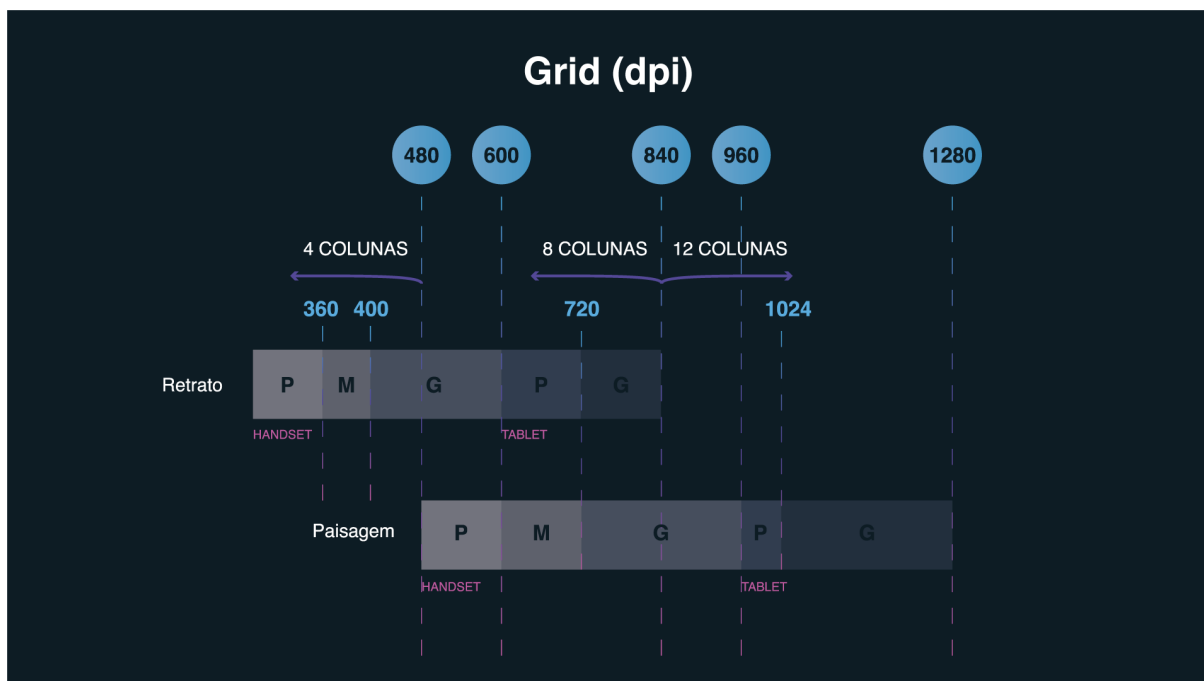 Grid (dpi)
480 600 840 960 1280
4 COLUNAS 8 COLUNAS 12 COLUNAS
360 400 720 1024
Retrato P M G P G
HANDSET TABLET
Paisagem P M G P G
HANDSET TABLET